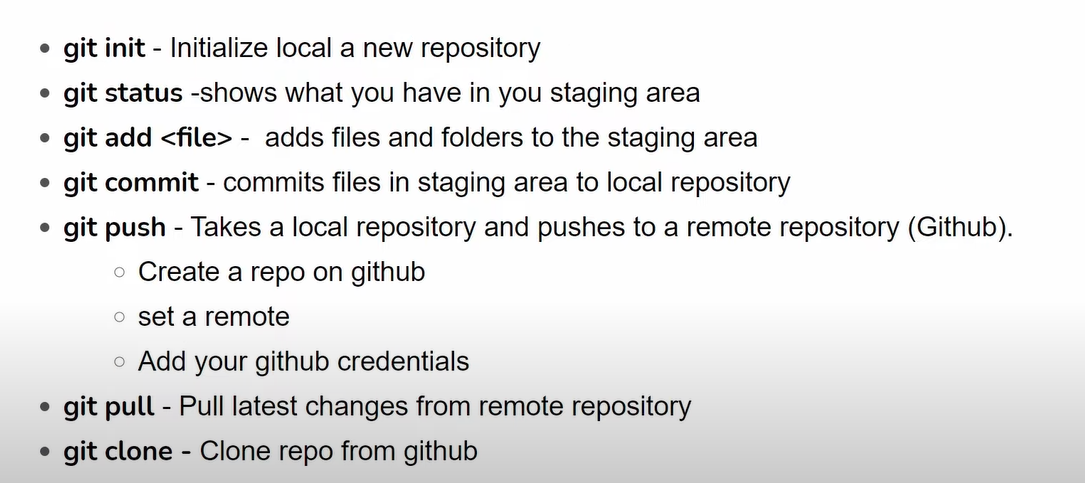 git init - Initialize local a new repository
git status -shows what you have in you staging area
git add <file> - adds files and folders to the staging area
git commit - commits files in staging area to local repository
git push - Takes a local repository and pushes to a remote repository (Github).
Create a repo on github
set a remote
Add your github credentials
git pull - Pull latest changes from remote repository
git clone - Clone repo from github